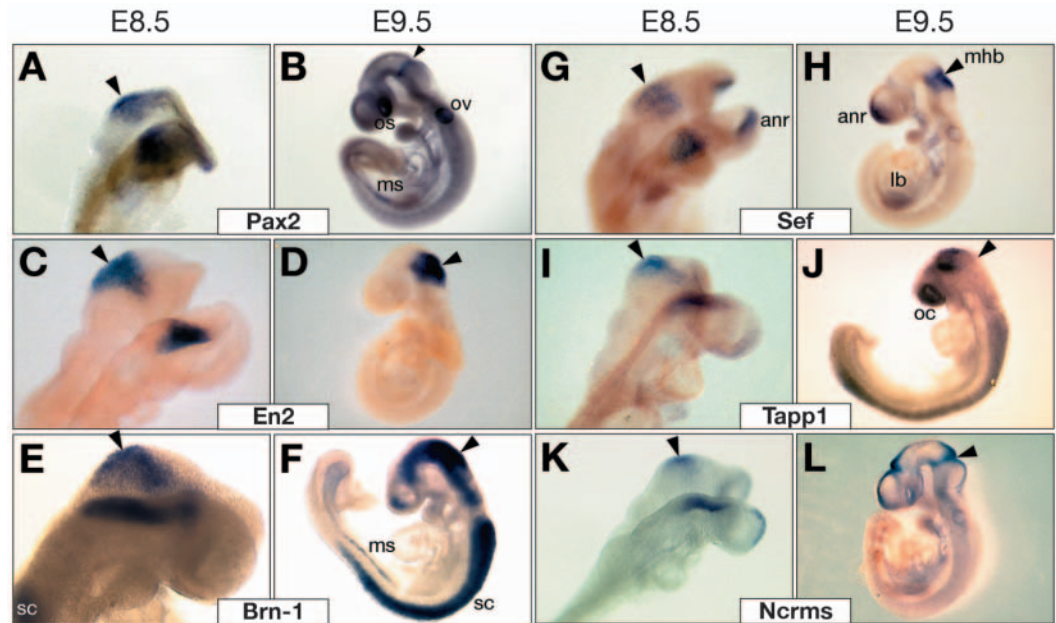 E8.5 E9.5 E8.5 E9.5
A B G H
mhb
ov
os
anr
anr
ms
lb
Pax2 Sef
C D I J
oc
En2 Tapp1
E F K L
ms
sc
sc
Brn-1 Ncrms